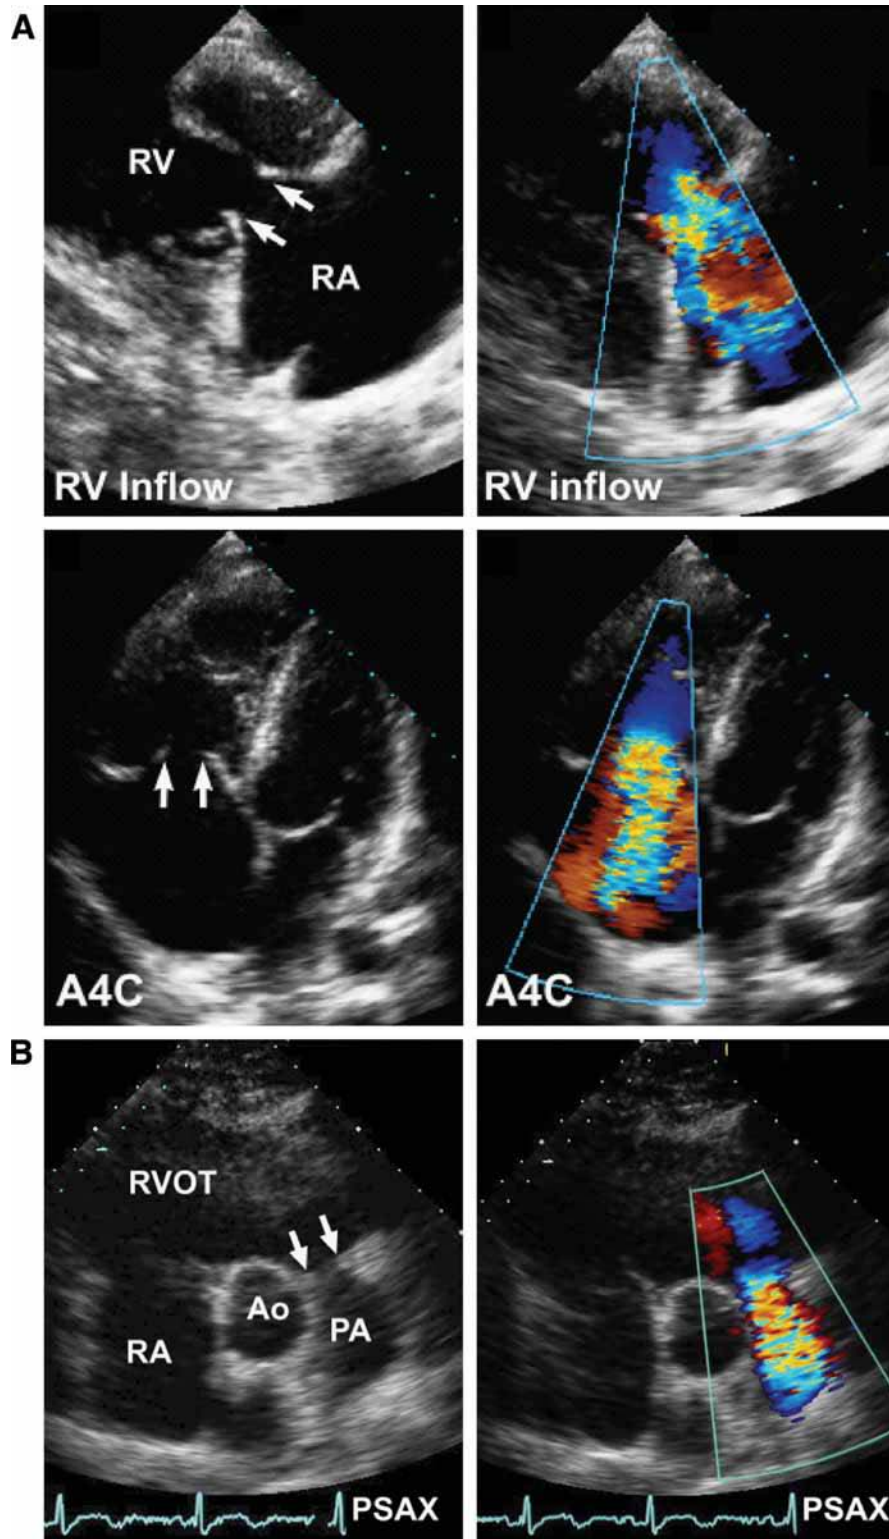 A
RV
RA
RV Inflow
RV inflow
A4C
A4C
B
RVOT
Ao
PA
RA
PSAX
PSAX